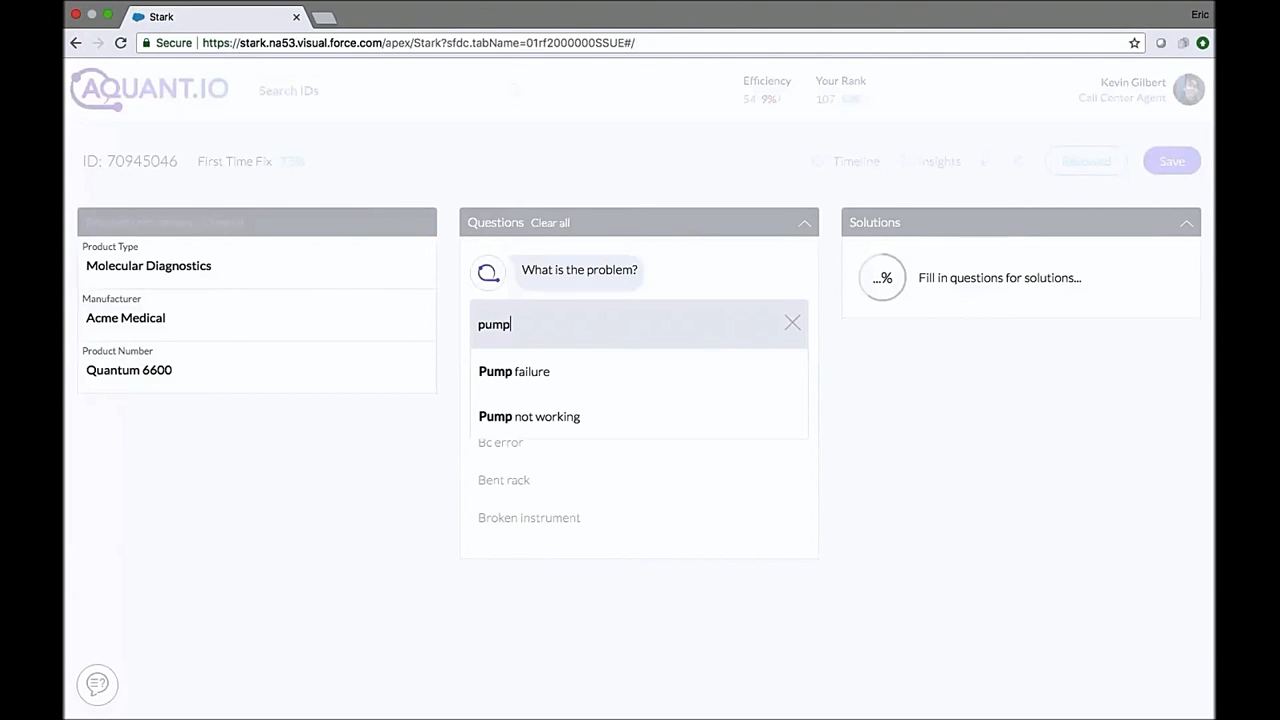 Stark
Eric
Secure
https://stark.na53.visual.force.com/apex/Stark?sfdc.tabName=01rf2000000SSUE#/
AQUANT.IO
Search IDs
Efficiency
54 9%
Your Rank
107
Kevin Gilbert
Call Center Agent
ID: 70945046
First Time Fix
Timeline
Insights
Save
Product Type
Molecular Diagnostics
Manufacturer
Acme Medical
Product Number
Quantum 6600
Questions Clear all
What is the problem?
pump
Pump failure
Pump not working
Bc error
Bent rack
Broken instrument
Solutions
...%
Fill in questions for solutions...